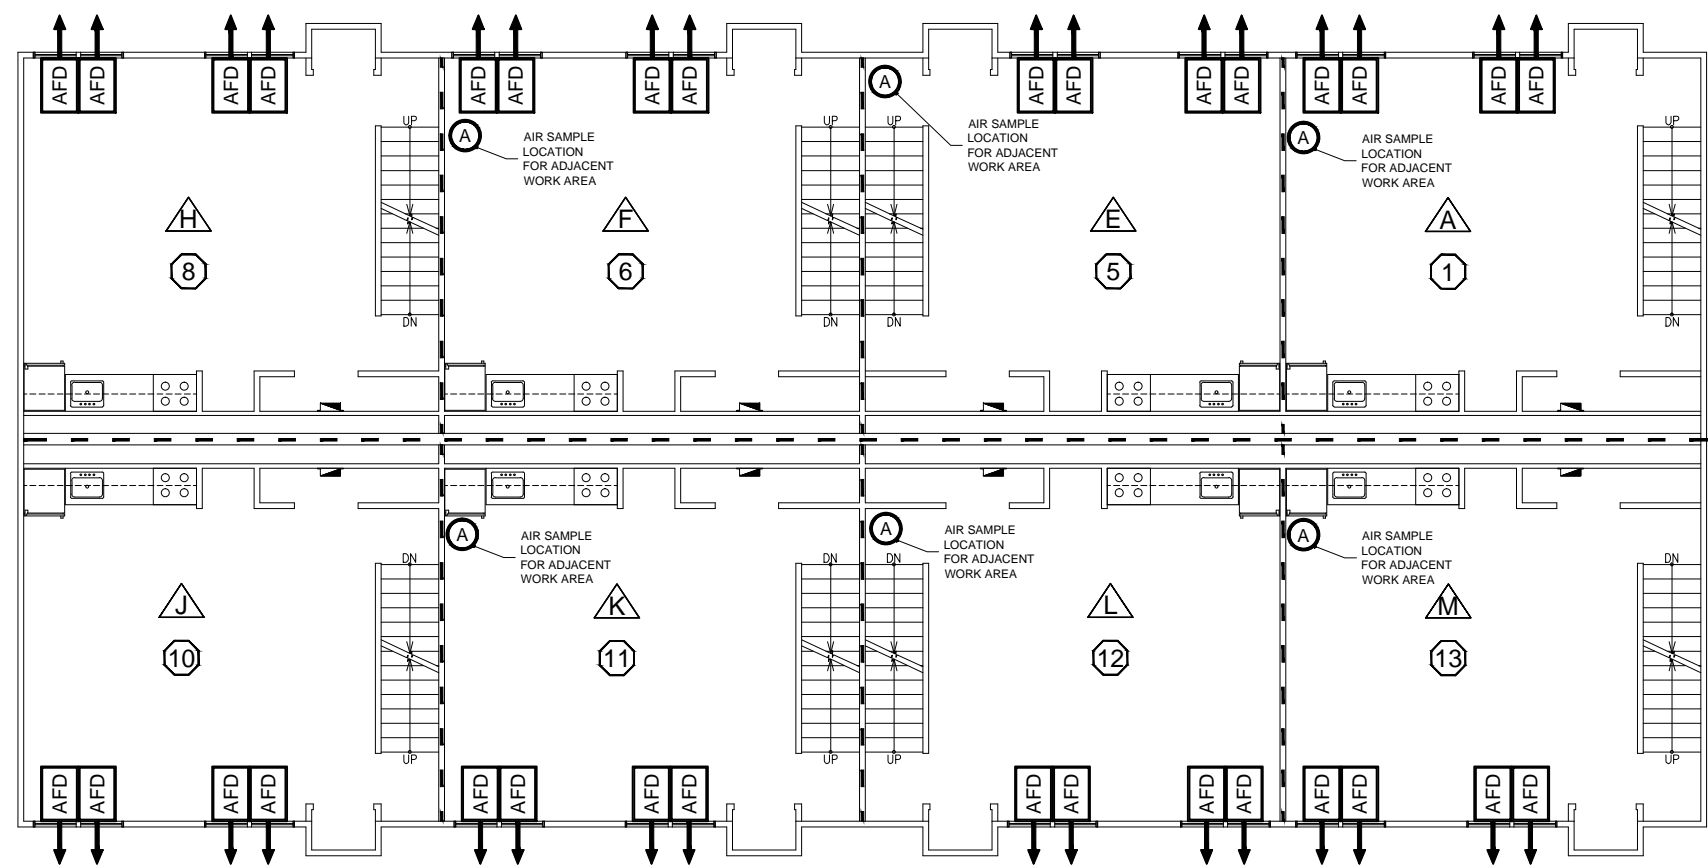 AFD AFD AFD AFD AFD AFD AFD AFD AFD AFD AFD AFD AFD AFD AFD AFD
A
AIR SAMPLE
LOCATION
FOR ADJACENT
WORK AREA
A
AIR SAMPLE
LOCATION
FOR ADJACENT
WORK AREA
A
AIR SAMPLE
LOCATION
FOR ADJACENT
WORK AREA
UP UP UP UP
H F E A
8 6 5 1
DN DN DN DN
A
AIR SAMPLE
LOCATION
FOR ADJACENT
WORK AREA
A
AIR SAMPLE
LOCATION
FOR ADJACENT
WORK AREA
A
AIR SAMPLE
LOCATION
FOR ADJACENT
WORK AREA
DN DN DN DN
J K L M
10 11 12 13
UP UP UP UP
AFD AFD AFD AFD AFD AFD AFD AFD AFD AFD AFD AFD AFD AFD AFD AFD